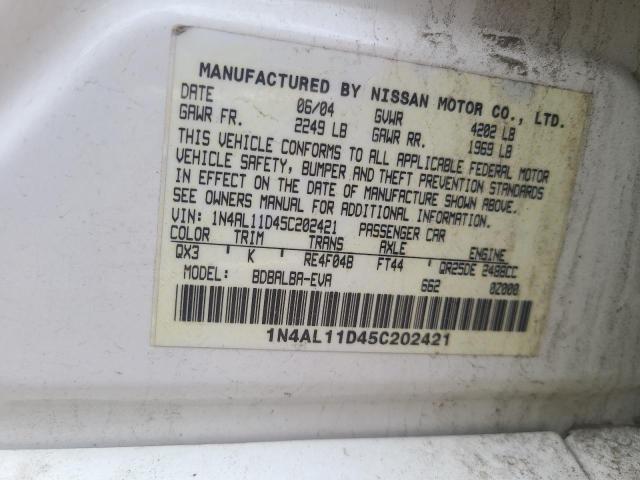 MANUFACTURED BY NISSAN MOTOR CO., LTD.
DATE 06/04 GVWR 4202 LB
GAWR FR. 2249 LB GAWR RR. 1969 LB
THIS VEHICLE CONFORMS TO ALL APPLICABLE FEDERAL MOTOR
VEHICLE SAFETY, BUMPER AND THEFT PREVENTION STANDARDS
IN EFFECT ON THE DATE OF MANUFACTURE SHOWN ABOVE.
SEE OWNERS MANUAL FOR ADDITIONAL INFORMATION.
VIN: 1N4AL11D45C202421 PASSENGER CAR
COLOR TRIM TRANS AXLE ENGINE
QX3 K RE4F04B FT44 QR25DE 2488CC
MODEL: BDBALBA-EVA 662 0Z000
1N4AL11D45C202421